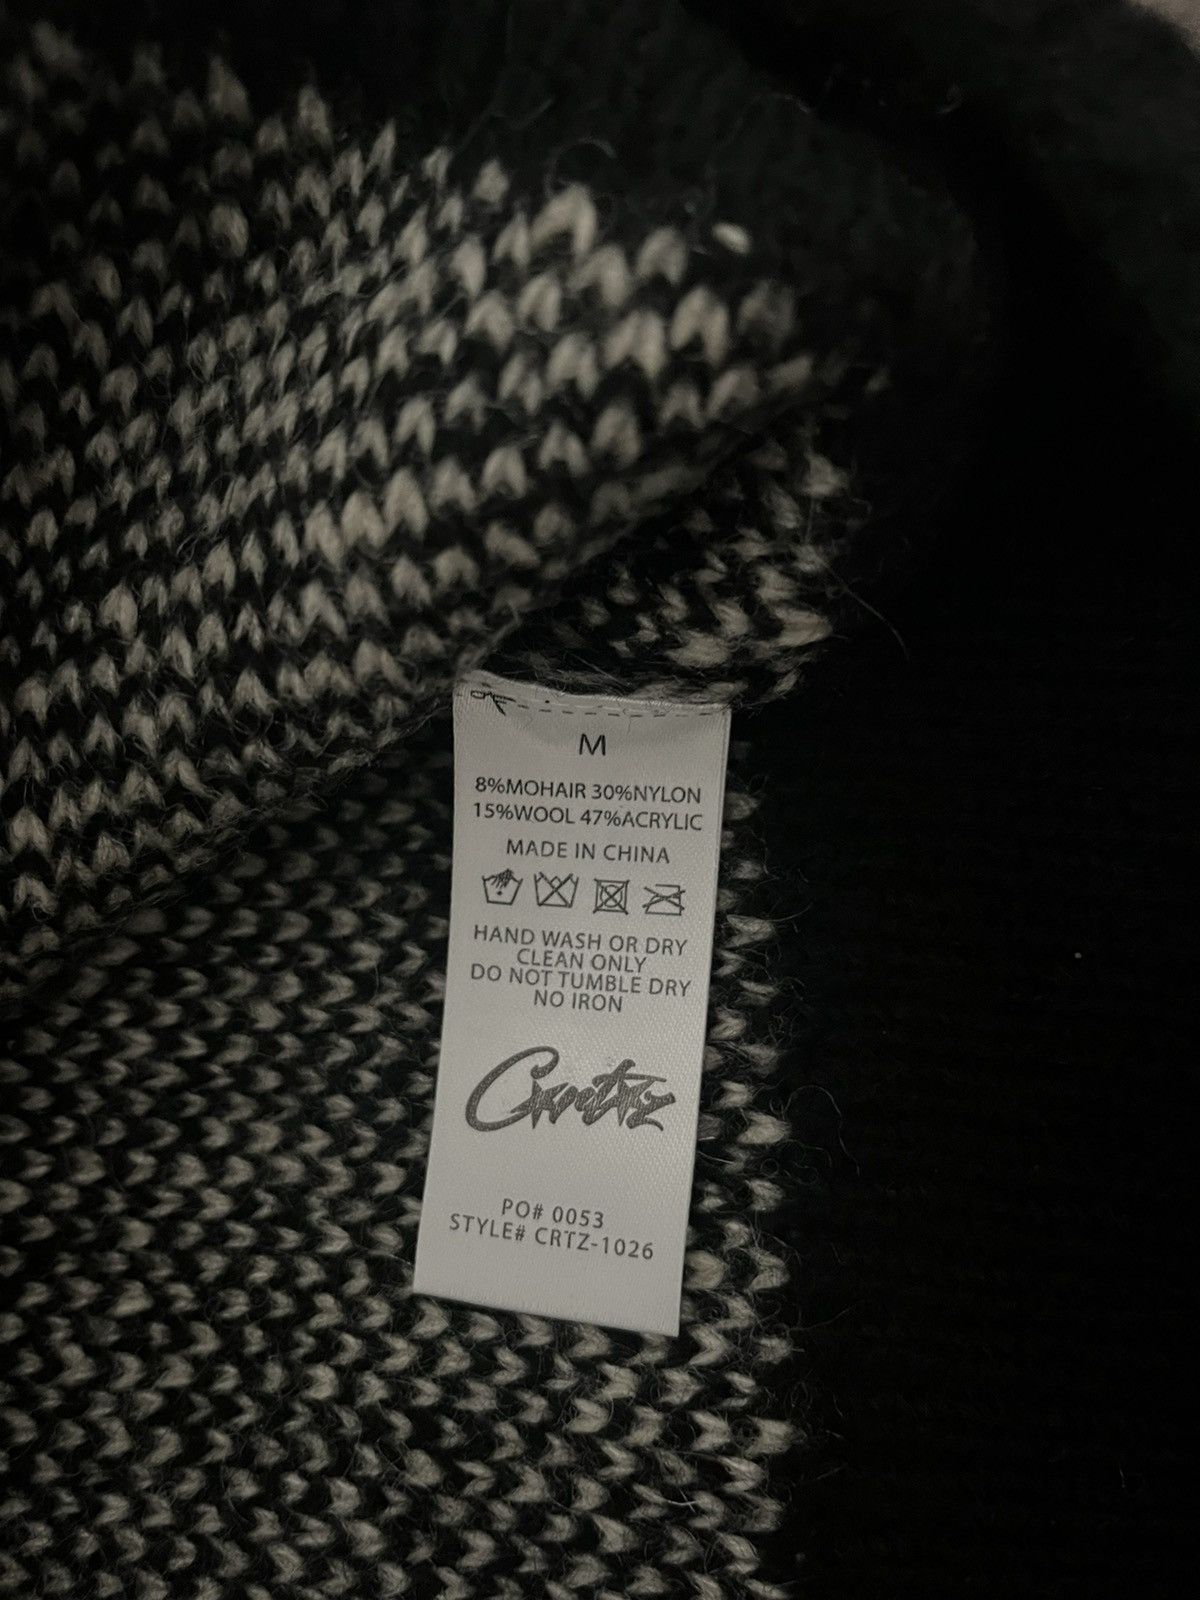 M
8%MOHAIR 30%NYLON
15%WOOL 47%ACRYLIC
MADE IN CHINA
HAND WASH OR DRY
CLEAN ONLY
DO NOT TUMBLE DRY
NO IRON
Crtz
PO# 0053
STYLE# CRTZ-1026